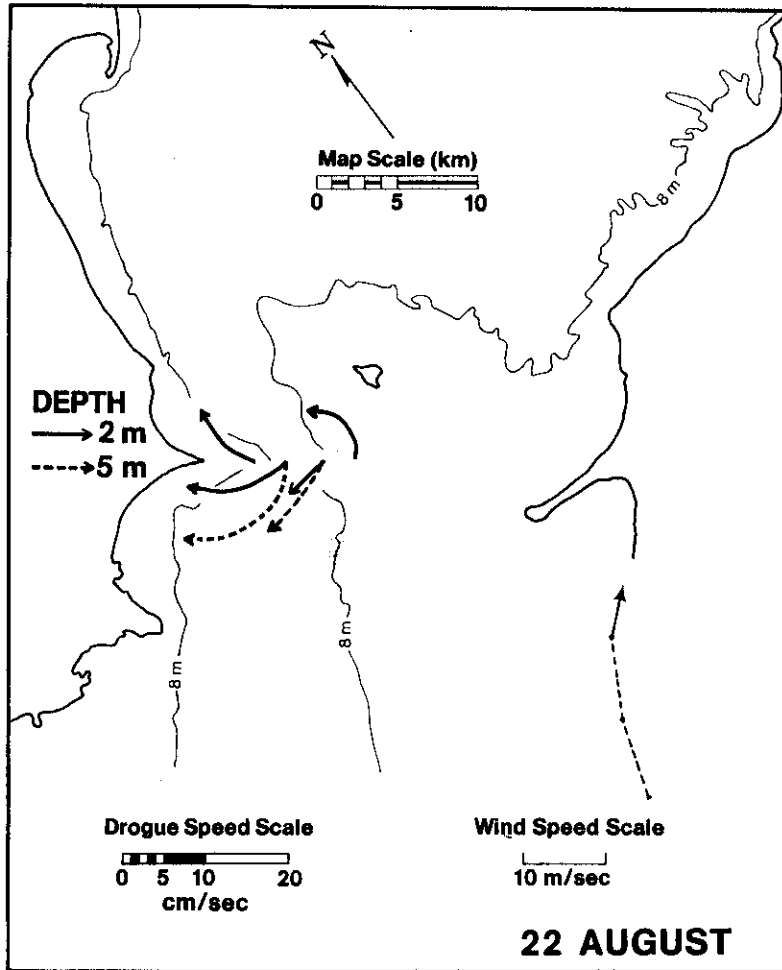 N
Map Scale (km)
0 5 10
8 m
DEPTH
2 m
5 m
8 m
8 m
Drogue Speed Scale
0 5 10 20
cm/sec
Wind Speed Scale
10 m/sec
22 AUGUST